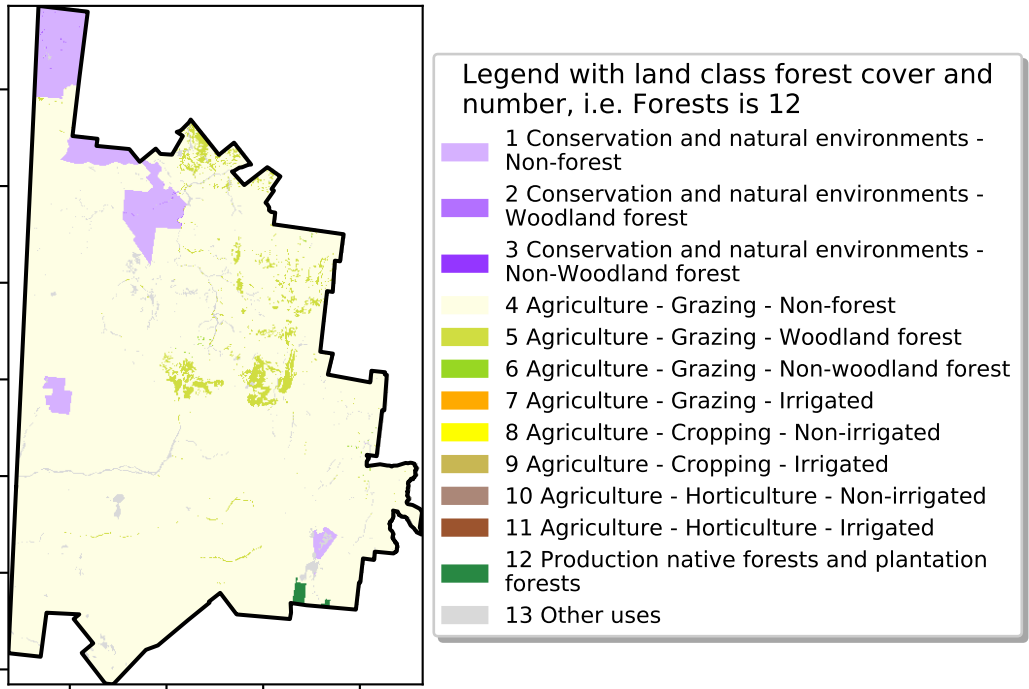 Legend with land class forest cover and
number, i.e. Forests is 12
1 Conservation and natural environments -
Non-forest
2 Conservation and natural environments -
Woodland forest
3 Conservation and natural environments -
Non-Woodland forest
4 Agriculture - Grazing - Non-forest
5 Agriculture - Grazing - Woodland forest
6 Agriculture - Grazing - Non-woodland forest
7 Agriculture - Grazing - Irrigated
8 Agriculture - Cropping - Non-irrigated
9 Agriculture - Cropping - Irrigated
10 Agriculture - Horticulture - Non-irrigated
11 Agriculture - Horticulture - Irrigated
12 Production native forests and plantation
forests
13 Other uses